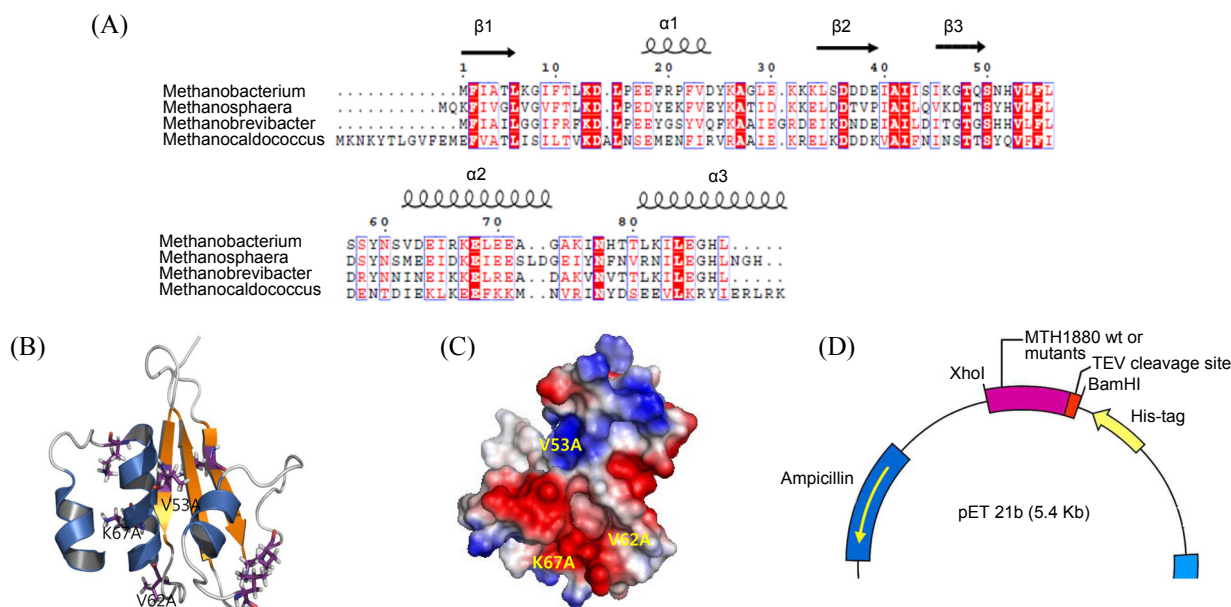 (A)
β1 α1 β2 β3
1 10 20 30 40 50
Methanobacterium ............MFIATLKGIFTLKD.LPEEFRPFVDYKAGLE.KKKLSDDDEIAIISIKGTQSNHVLFL
Methanosphaera ..........MQKFIVGLVGVFTLKD.LPEDYEKFVEYKATID.KKELKDTVPIAILQVKDTTSNHVLFL
Methanobrevibacter ............MFIAILGGIFRFKD.LPEEYGSYVQFKAAIEGRDEIKDNDEIAILDITGTGSHHVLFL
Methanocaldococcus MKNKYTLGVFEMEFVATLISILTVKDALNSEMENFIRVRAAIE.KRELKDDDKVAIFNINSTTSYQVFFI
α2 α3
60 70 80
Methanobacterium SSYNSVDEIRKELEEA..GAKINHTTLKILEGHL.....
Methanosphaera DSYNSMEEIDKEIEESLDGEIYNFNVRNILEGHLNGH..
Methanobrevibacter DRYNNINEIKKELREA..DAKVNVTTLKILEGHL.....
Methanocaldococcus DENTDIEKLKEEFKKM..NVRINYDSEEVLKRYIERLRK
(B)
V53A
K67A
V62A
(C)
V53A
V62A
K67A
(D)
MTH1880 wt or
mutants
TEV cleavage site
XhoI
BamHI
His-tag
Ampicillin
pET 21b (5.4 Kb)